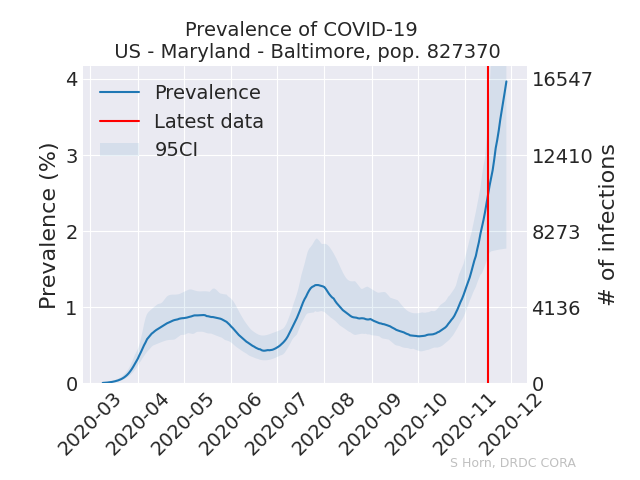 Prevalence of COVID-19
US - Maryland - Baltimore, pop. 827370
Prevalence
Latest data
95CI
Prevalence (%)
4
3
2
1
0
16547
12410
8273
4136
0
# of infections
2020-03
2020-04
2020-05
2020-06
2020-07
2020-08
2020-09
2020-10
2020-11
2020-12
S Horn, DRDC CORA